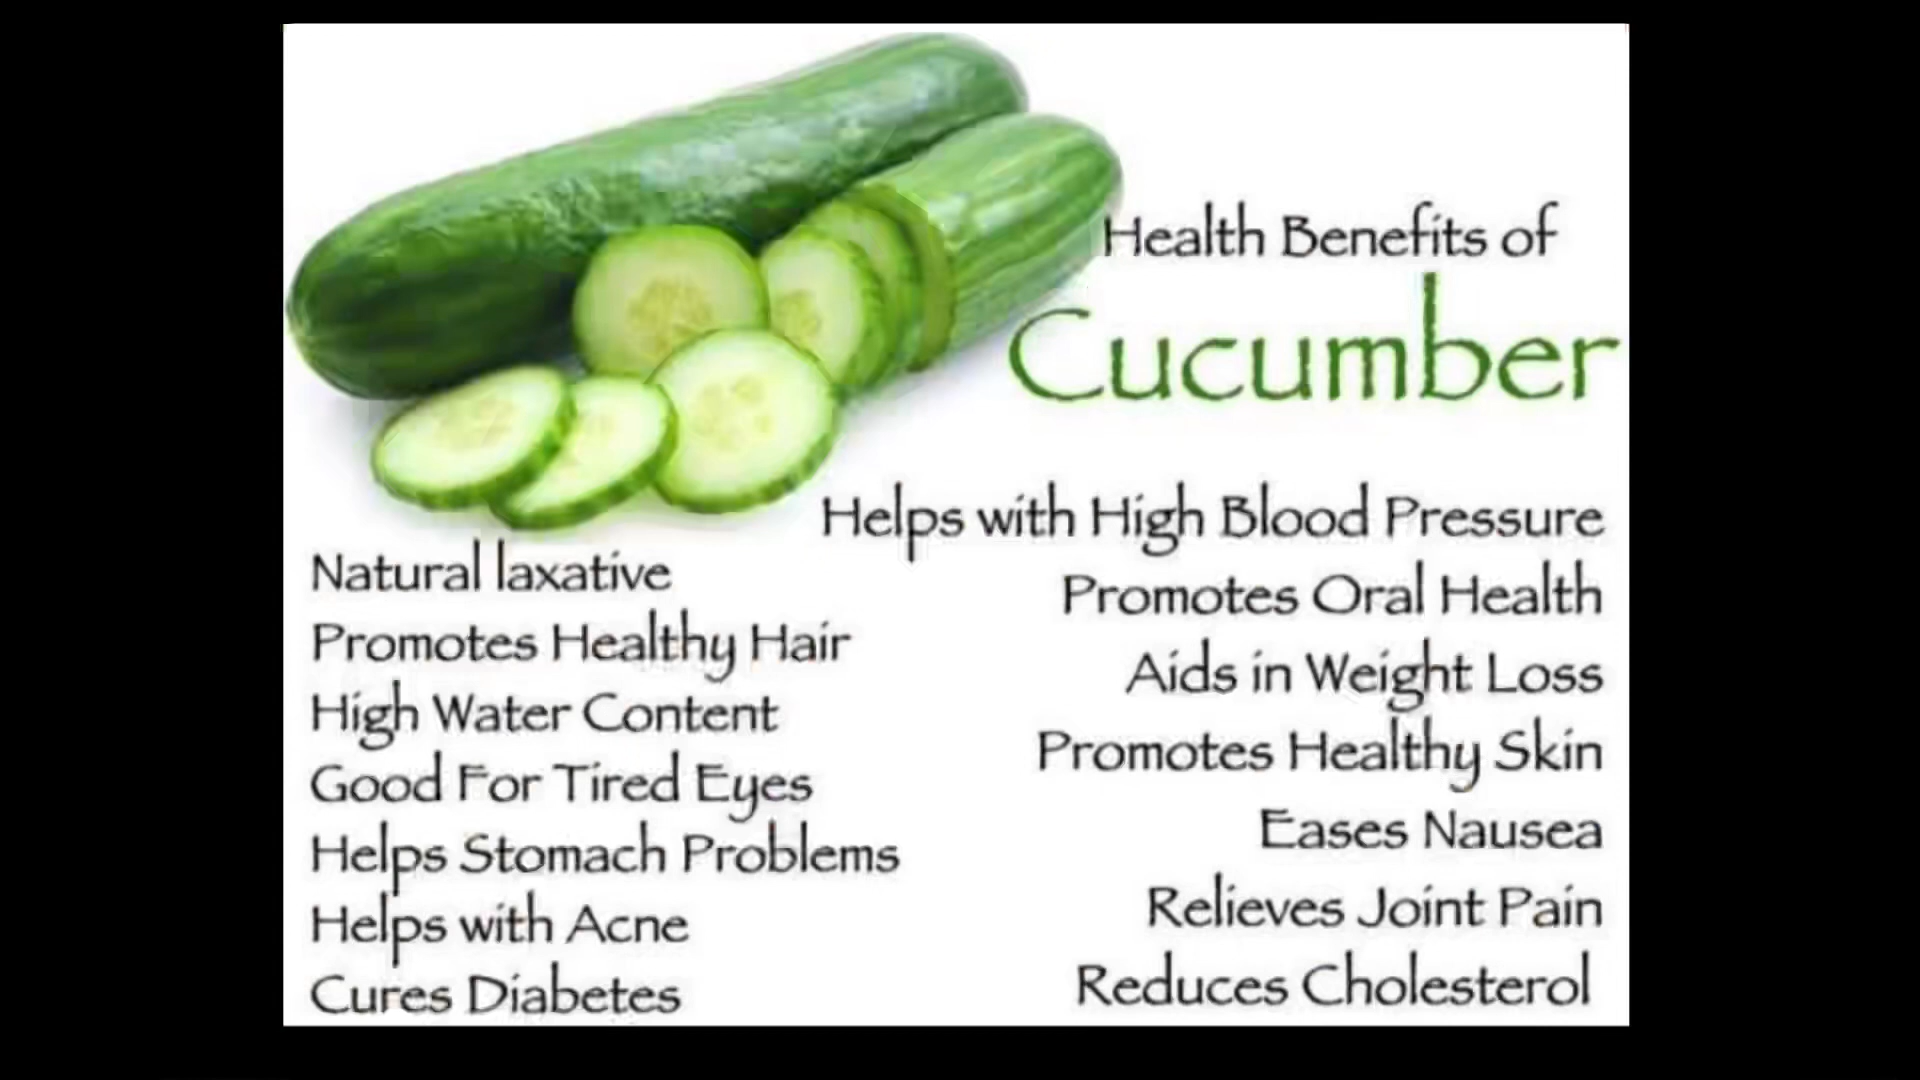 Health Benefits of
Cucumber
Natural laxative
Promotes Healthy Hair
High Water Content
Good For Tired Eyes
Helps Stomach Problems
Helps with Acne
Cures Diabetes
Helps with High Blood Pressure
Promotes Oral Health
Aids in Weight Loss
Promotes Healthy Skin
Eases Nausea
Relieves Joint Pain
Reduces Cholesterol